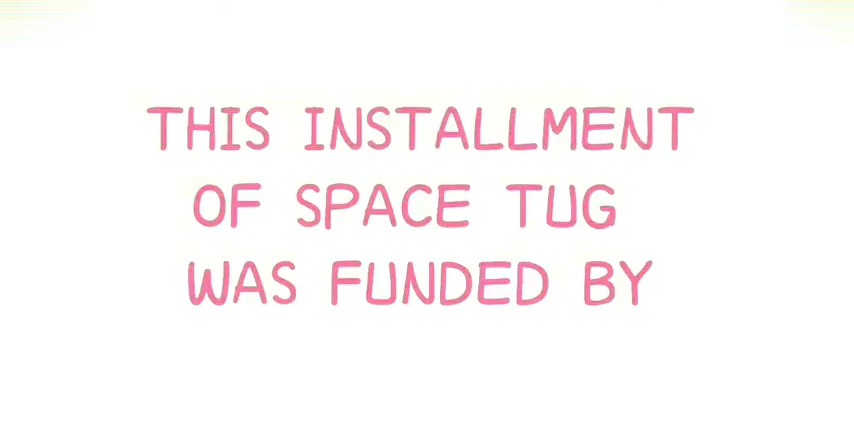 THIS INSTALLMENT
OF SPACE TUG
WAS FUNDED BY